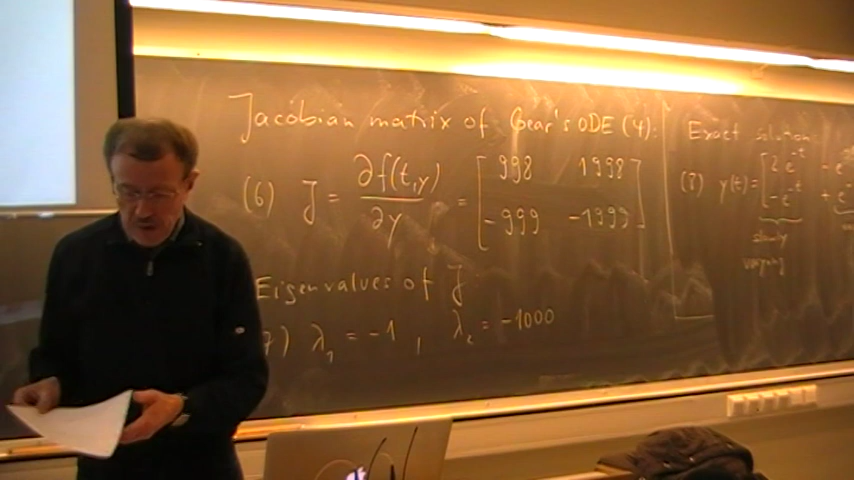 Jacobian matrix of Gear's ODE (4):
(6) J = ∂f(t,y) / ∂y = [ 998 1998
-999 -1999 ]
Eigenvalues of J
7) λ₁ = -1 , λ₂ = -1000
Exact solution
(8) y(t) = [ 2e^-t - e
-e^-t + e
slowly
varying